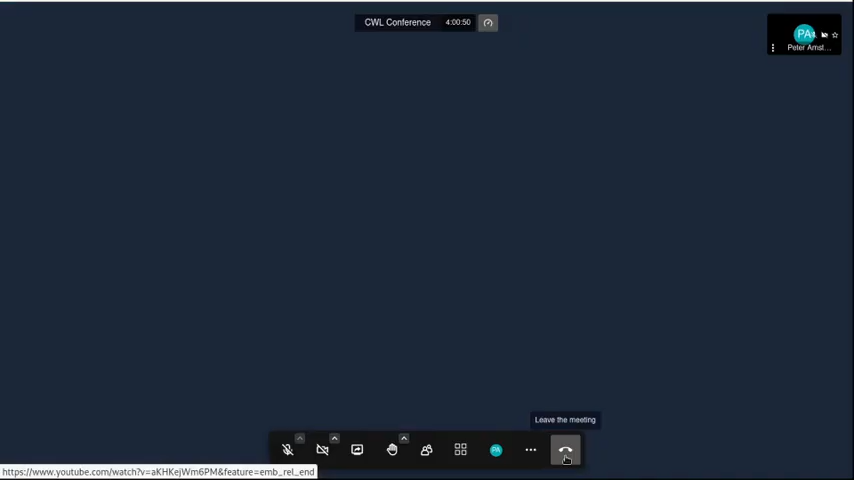 CWL Conference 4:00:50
PA
Peter Amst...
Leave the meeting
PA
https://www.youtube.com/watch?v=aKHKejWm6PM&feature=emb_rel_end